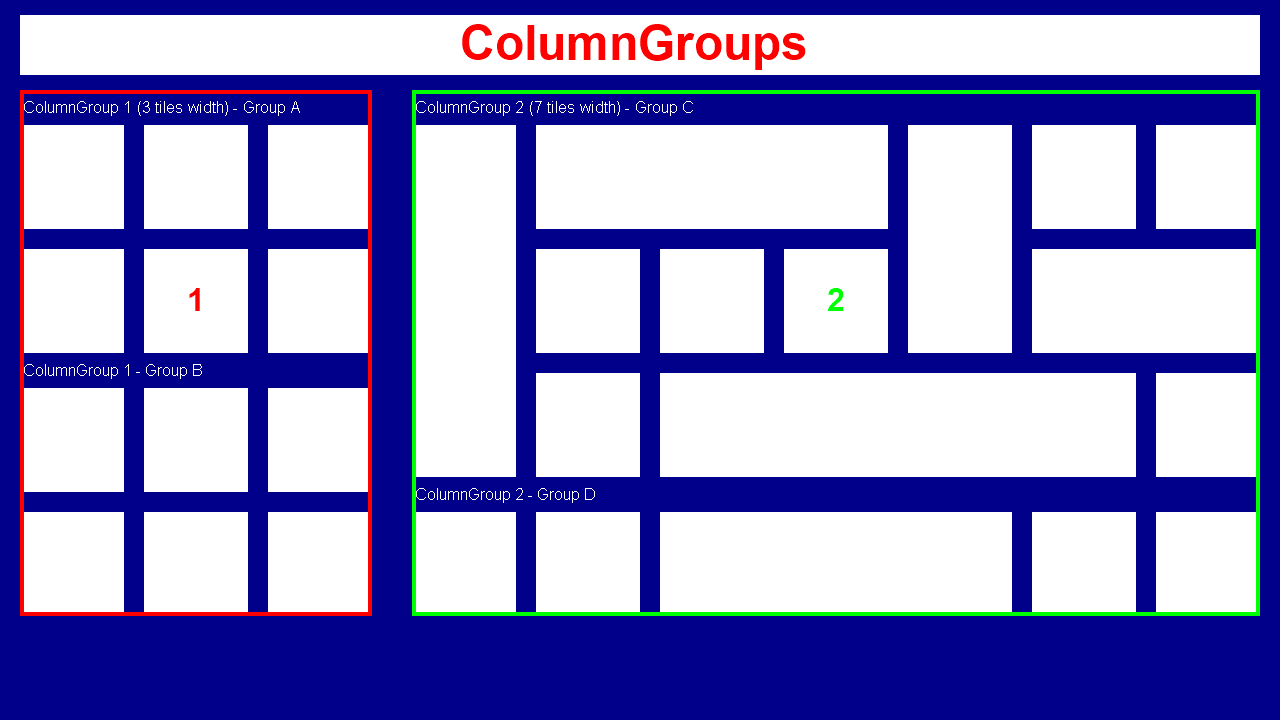 ColumnGroups
ColumnGroup 1 (3 tiles width) - Group A
1
ColumnGroup 1 - Group B
ColumnGroup 2 (7 tiles width) - Group C
2
ColumnGroup 2 - Group D